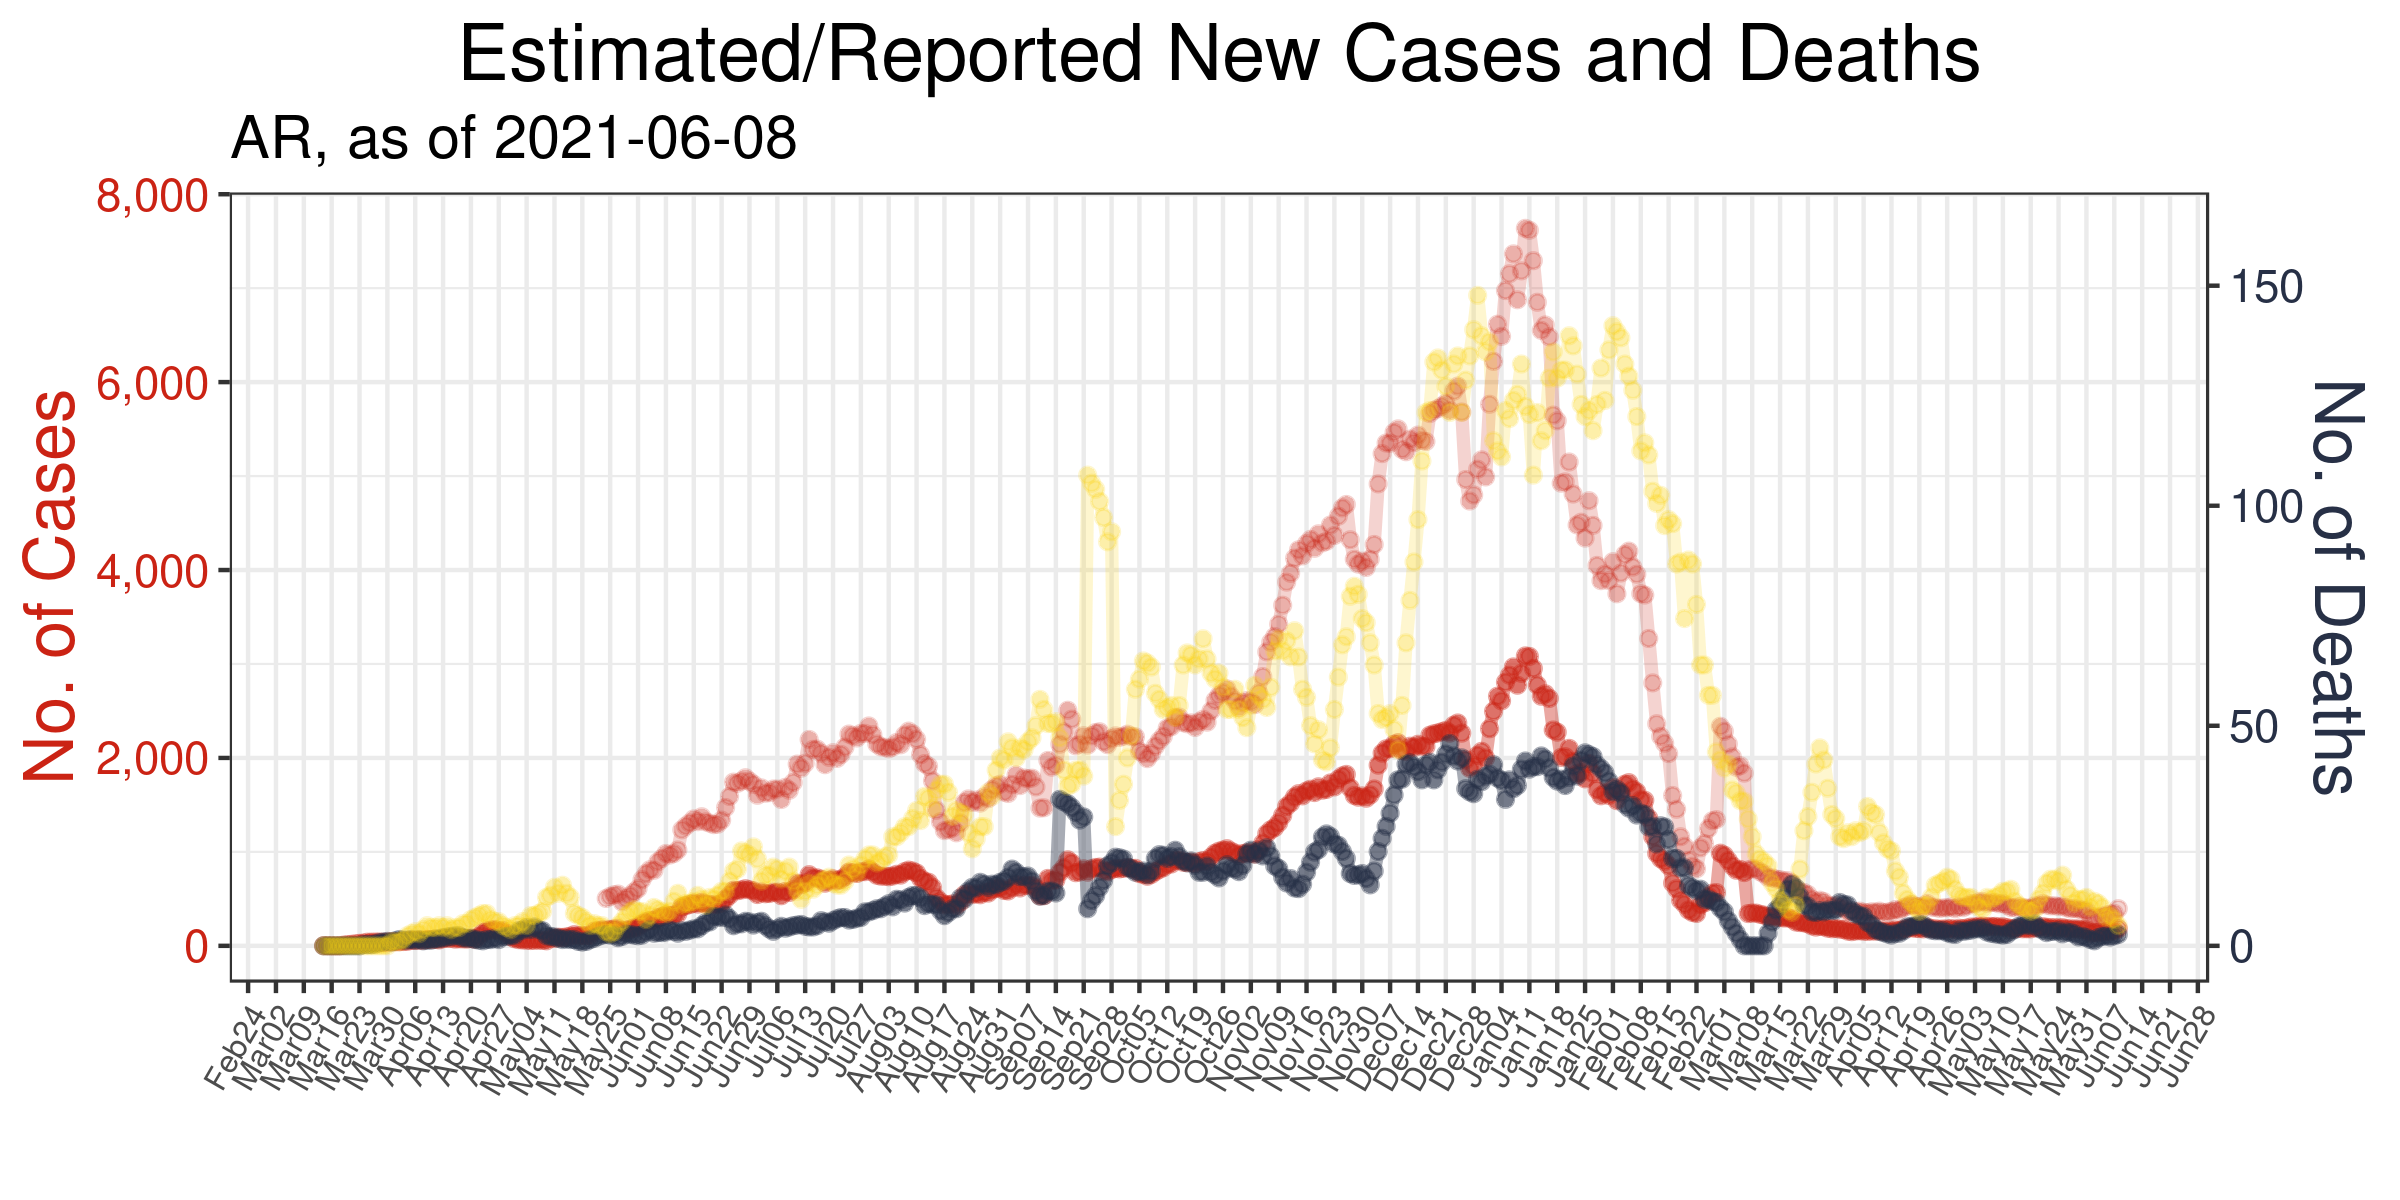 Estimated/Reported New Cases and Deaths
AR, as of 2021-06-08
No. of Cases
8,000
6,000
4,000
2,000
0
150
100
50
0
No. of Deaths
Feb24
Mar02
Mar09
Mar16
Mar23
Mar30
Apr06
Apr13
Apr20
Apr27
May04
May11
May18
May25
Jun01
Jun08
Jun15
Jun22
Jun29
Jul06
Jul13
Jul20
Jul27
Aug03
Aug10
Aug17
Aug24
Aug31
Sep07
Sep14
Sep21
Sep28
Oct05
Oct12
Oct19
Oct26
Nov02
Nov09
Nov16
Nov23
Nov30
Dec07
Dec14
Dec21
Dec28
Jan04
Jan11
Jan18
Jan25
Feb01
Feb08
Feb15
Feb22
Mar01
Mar08
Mar15
Mar22
Mar29
Apr05
Apr12
Apr19
Apr26
May03
May10
May17
May24
May31
Jun07
Jun14
Jun21
Jun28